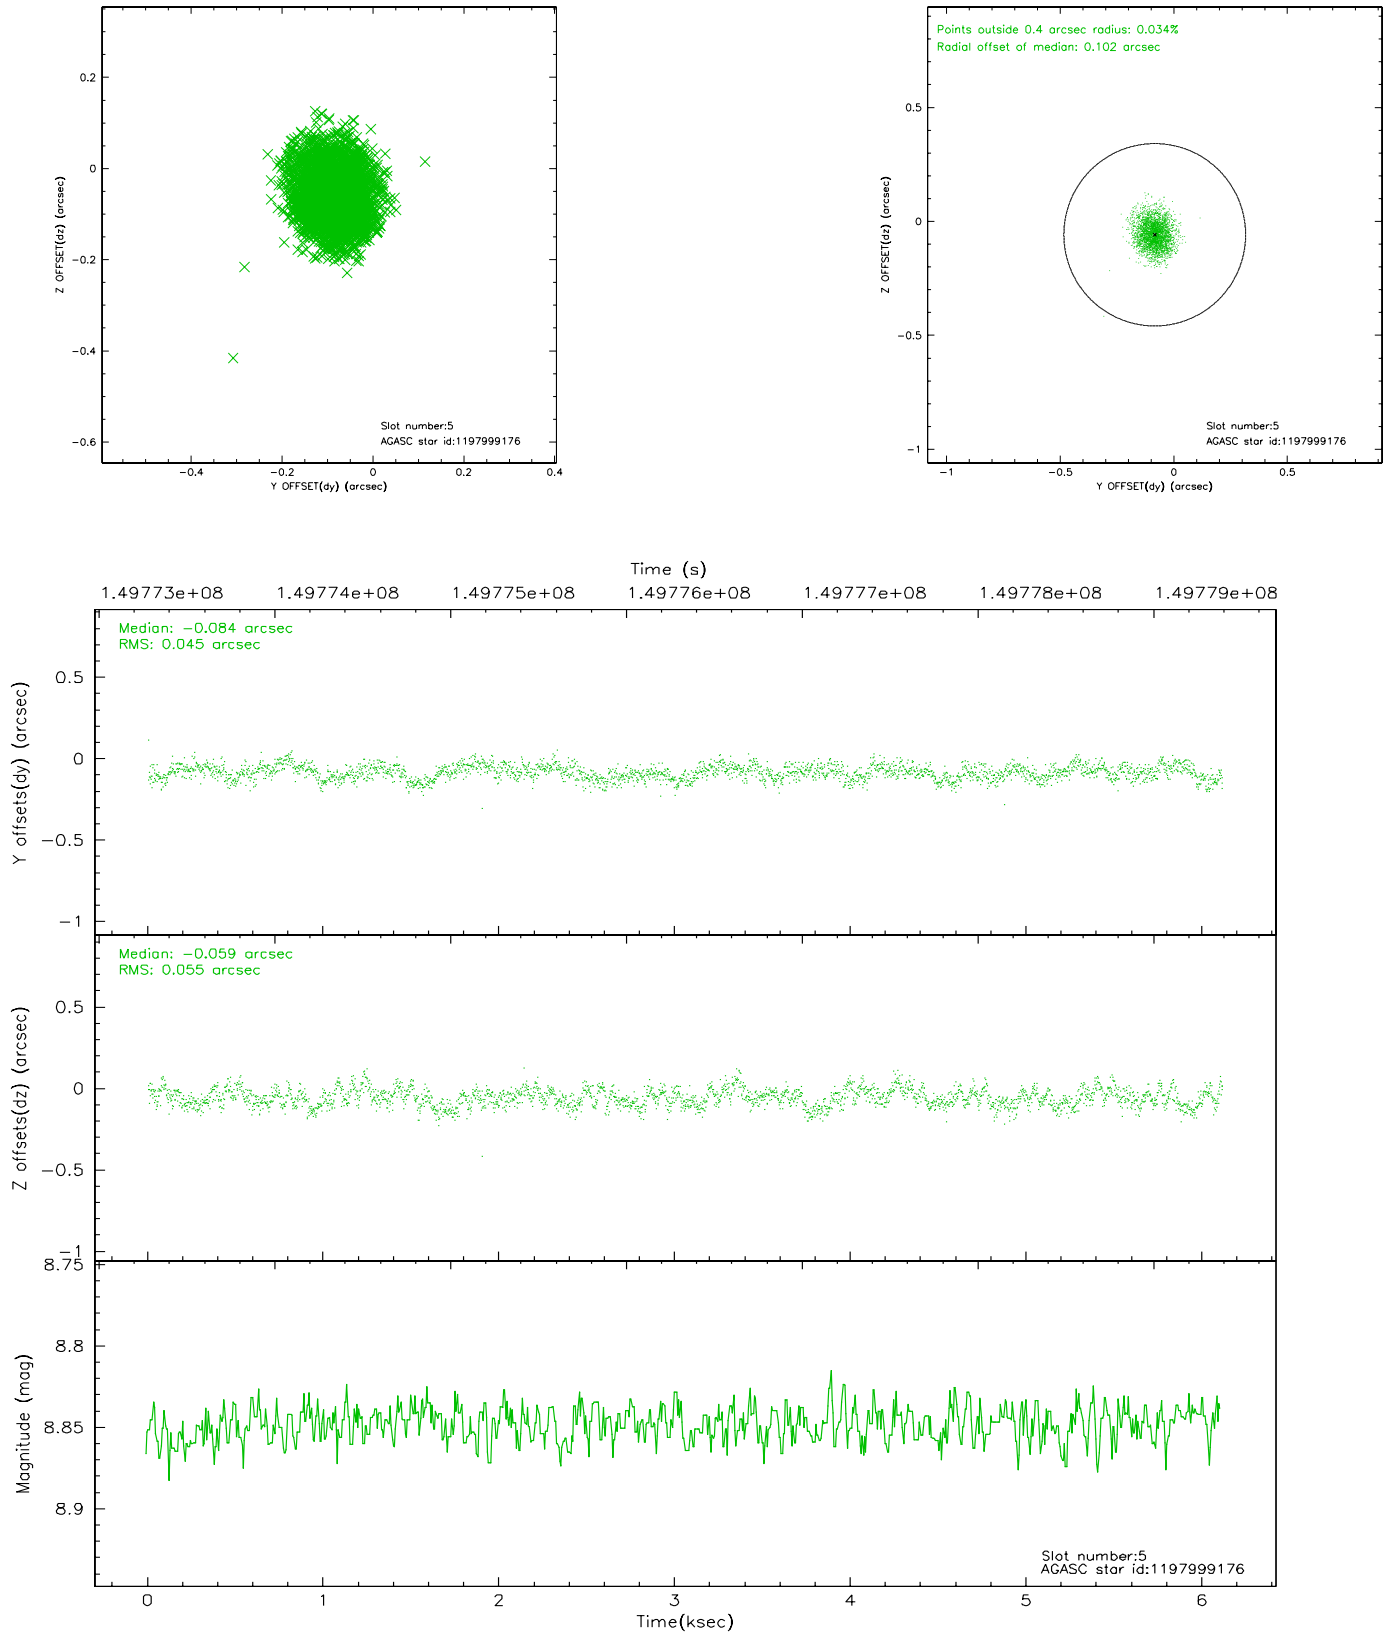 0.2
0
−0.2
−0.4
−0.6
Z OFFSET(dz) (arcsec)
Slot number:5
AGASC star id:1197999176
−0.4 −0.2 0 0.2 0.4
Y OFFSET(dy) (arcsec)
Points outside 0.4 arcsec radius: 0.034%
Radial offset of median: 0.102 arcsec
0.5
0
−0.5
−1
Z OFFSET(dz) (arcsec)
Slot number:5
AGASC star id:1197999176
−1 −0.5 0 0.5
Y OFFSET(dy) (arcsec)
Time (s)
1.49773e+08 1.49774e+08 1.49775e+08 1.49776e+08 1.49777e+08 1.49778e+08 1.49779e+08
Median: −0.084 arcsec
RMS: 0.045 arcsec
0.5
0
−0.5
−1
Y offsets(dy) (arcsec)
Median: −0.059 arcsec
RMS: 0.055 arcsec
0.5
0
−0.5
−1
Z offsets(dz) (arcsec)
8.75
8.8
8.85
8.9
Magnitude (mag)
Slot number:5
AGASC star id:1197999176
0 1 2 3 4 5 6
Time(ksec)